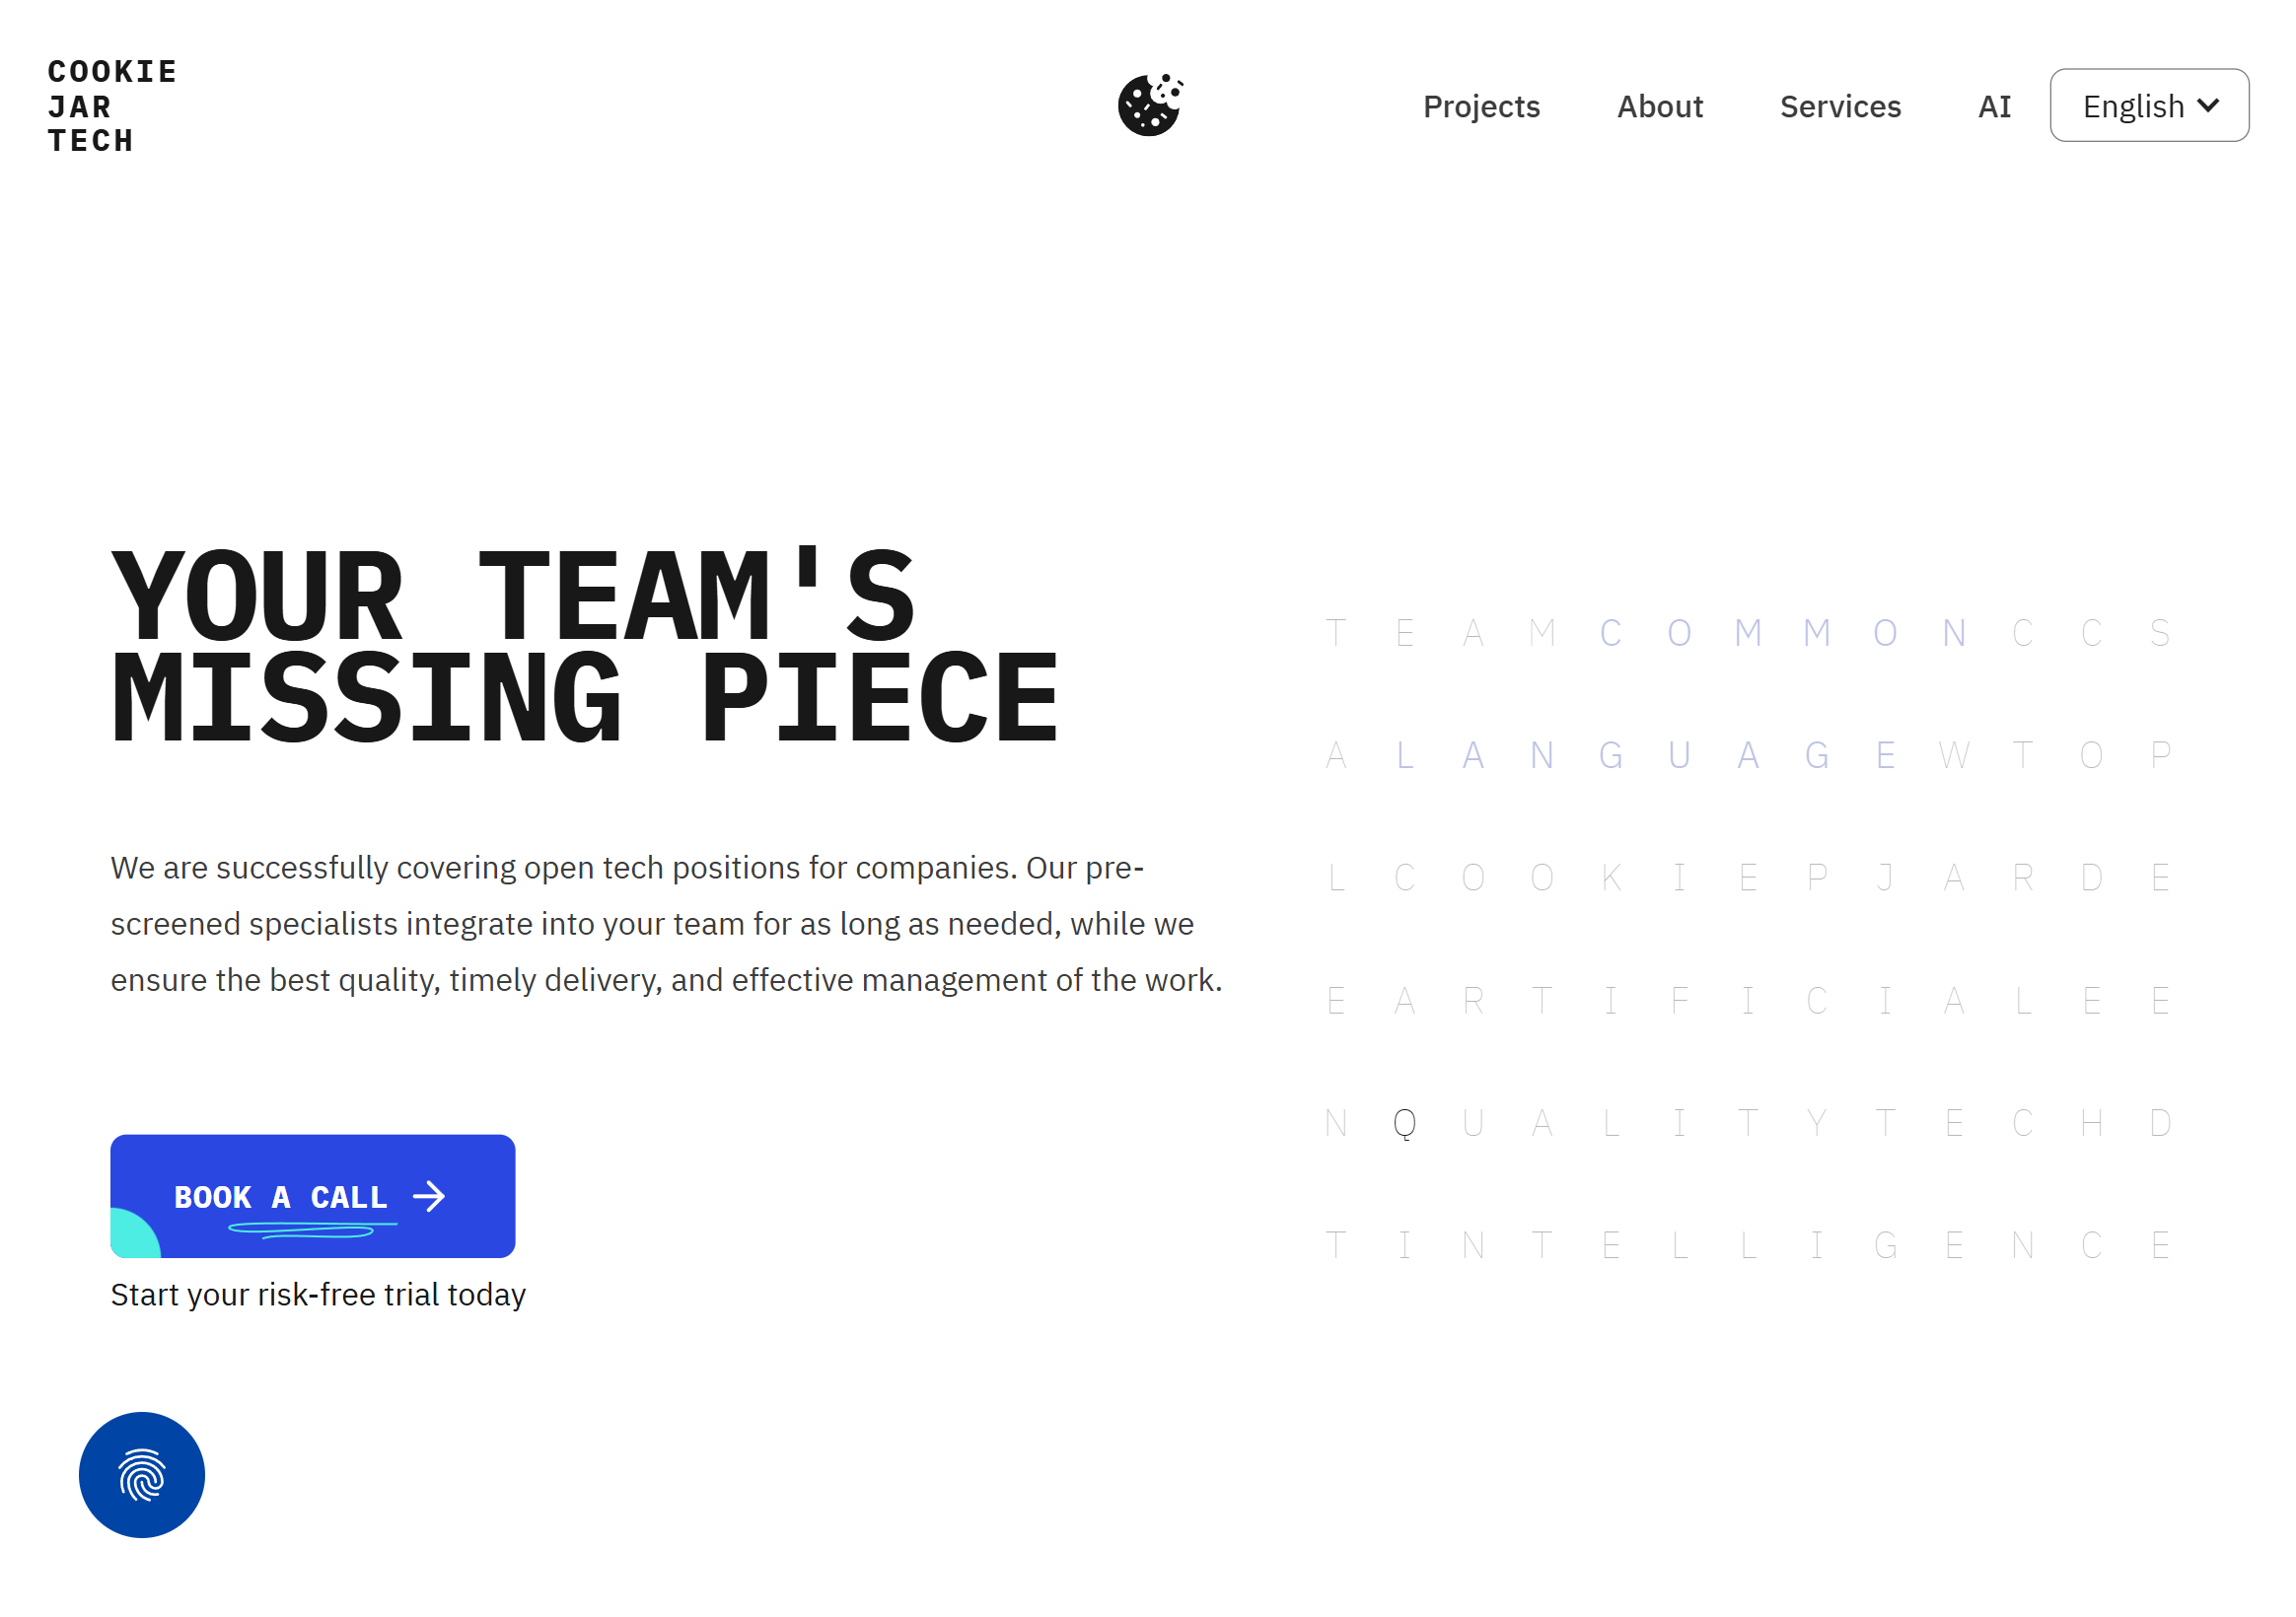 COOKIE
JAR
TECH
Projects About Services AI English
YOUR TEAM'S
MISSING PIECE
We are successfully covering open tech positions for companies. Our pre-
screened specialists integrate into your team for as long as needed, while we
ensure the best quality, timely delivery, and effective management of the work.
BOOK A CALL
Start your risk-free trial today
T E A M C O M M O N C C S
A L A N G U A G E W T O P
L C O O K I E P J A R D E
E A R T I F I C I A L E E
N Q U A L I T Y T E C H D
T I N T E L L I G E N C E